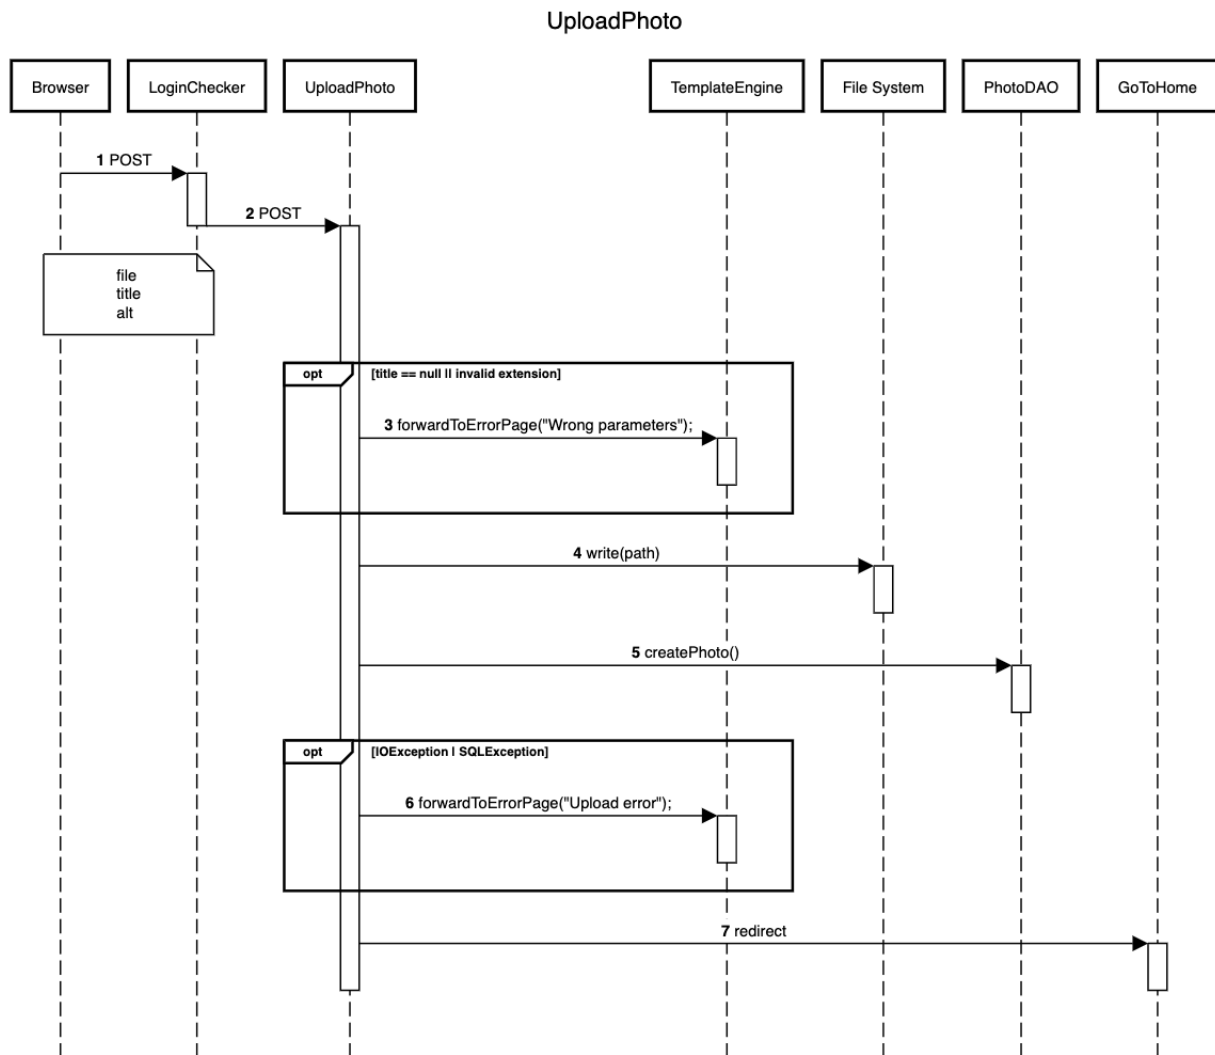 UploadPhoto
Browser
LoginChecker
UploadPhoto
TemplateEngine
File System
PhotoDAO
GoToHome
1 POST
2 POST
file
title
alt
opt
[title == null || invalid extension]
3 forwardToErrorPage("Wrong parameters");
4 write(path)
5 createPhoto()
opt
[IOException | SQLException]
6 forwardToErrorPage("Upload error");
7 redirect